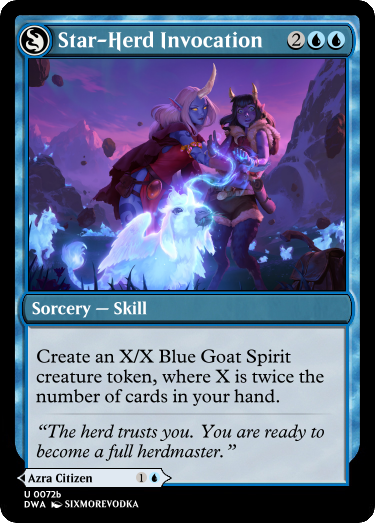 Star-Herd Invocation 2
Sorcery — Skill
Create an X/X Blue Goat Spirit
creature token, where X is twice the
number of cards in your hand.
“The herd trusts you. You are ready to
become a full herdmaster.”
Azra Citizen 1
U 0072b
DWA SIXMOREVODKA